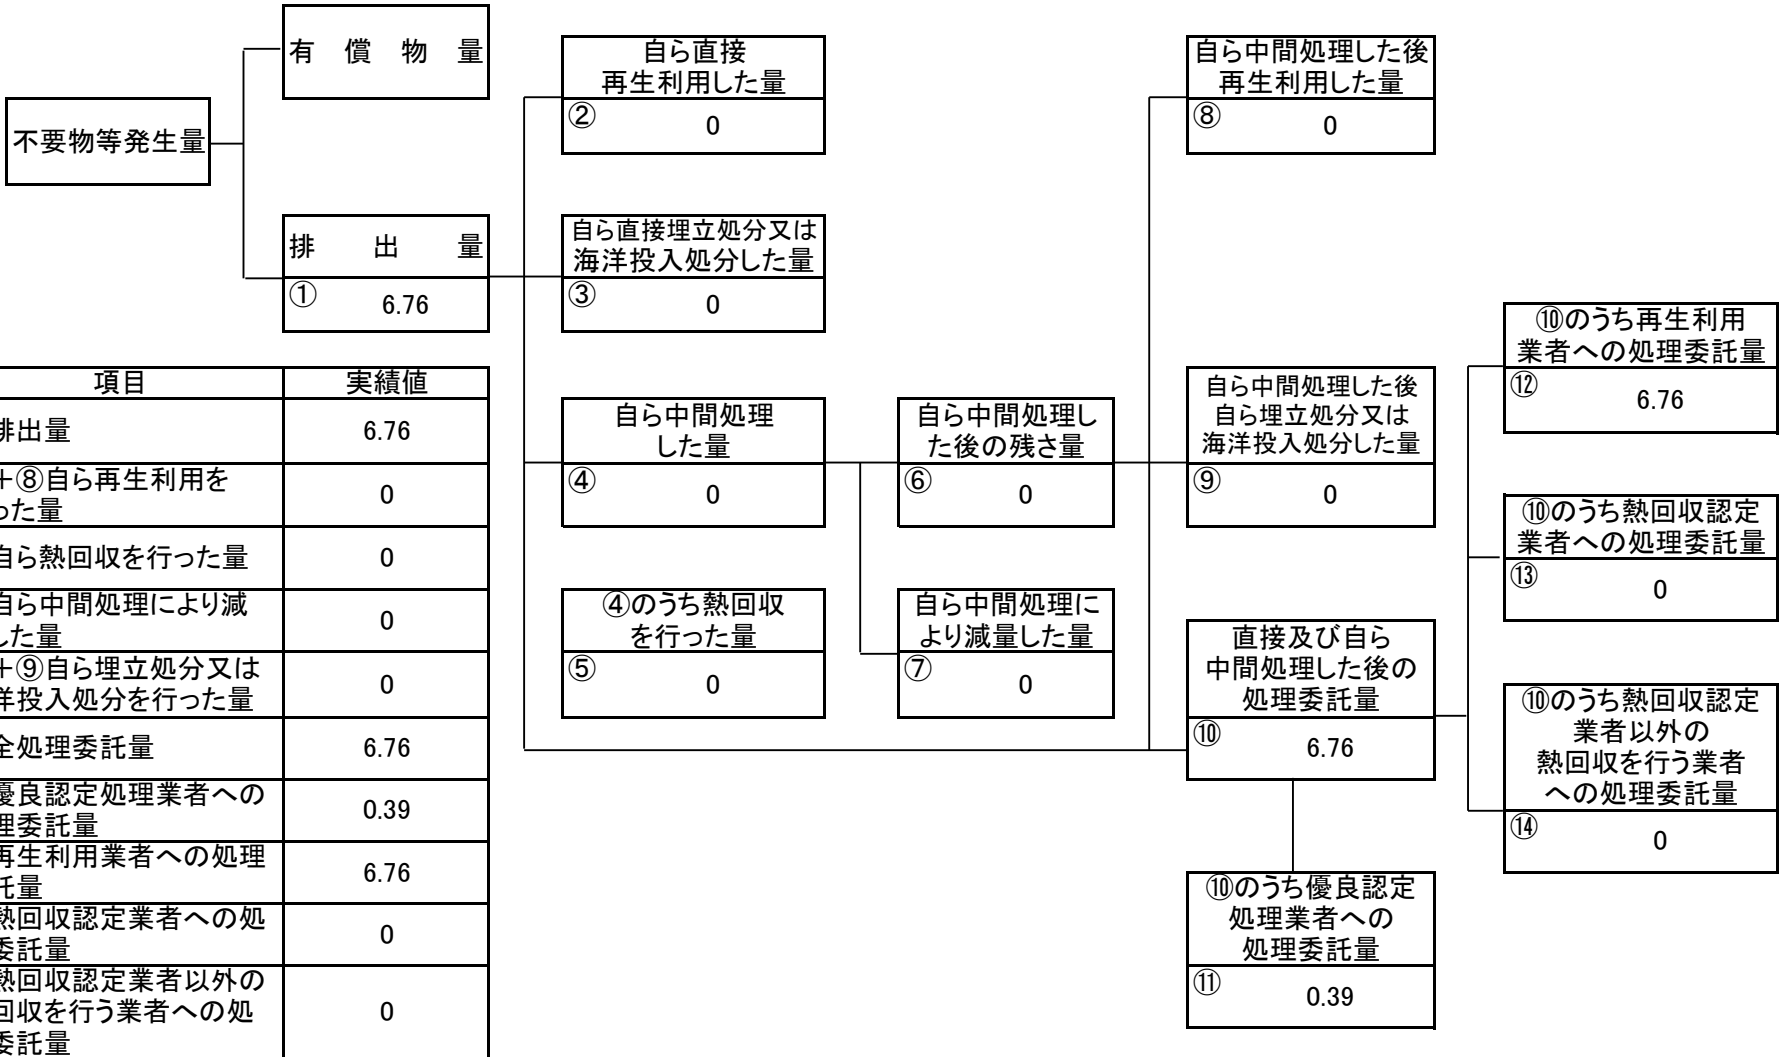 有償物量
不要物等発生量
排出量
① 6.76
自ら直接
再生利用した量
② 0
自ら直接埋立処分又は
海洋投入処分した量
③ 0
自ら中間処理
した量
④ 0
④のうち熱回収
を行った量
⑤ 0
自ら中間処理し
た後の残さ量
⑥ 0
自ら中間処理に
より減量した量
⑦ 0
自ら中間処理した後
再生利用した量
⑧ 0
自ら中間処理した後
自ら埋立処分又は
海洋投入処分した量
⑨ 0
直接及び自ら
中間処理した後の
処理委託量
⑩ 6.76
⑩のうち優良認定
処理業者への
処理委託量
⑪ 0.39
⑩のうち再生利用
業者への処理委託量
⑫ 6.76
⑩のうち熱回収認定
業者への処理委託量
⑬ 0
⑩のうち熱回収認定
業者以外の
熱回収を行う業者
への処理委託量
⑭ 0
項目 実績値
排出量 6.76
+⑧自ら再生利用を
った量 0
自ら熱回収を行った量 0
自ら中間処理により減
した量 0
+⑨自ら埋立処分又は
洋投入処分を行った量 0
全処理委託量 6.76
優良認定処理業者への
理委託量 0.39
再生利用業者への処理
託量 6.76
熱回収認定業者への処
委託量 0
熱回収認定業者以外の
回収を行う業者への処
委託量 0